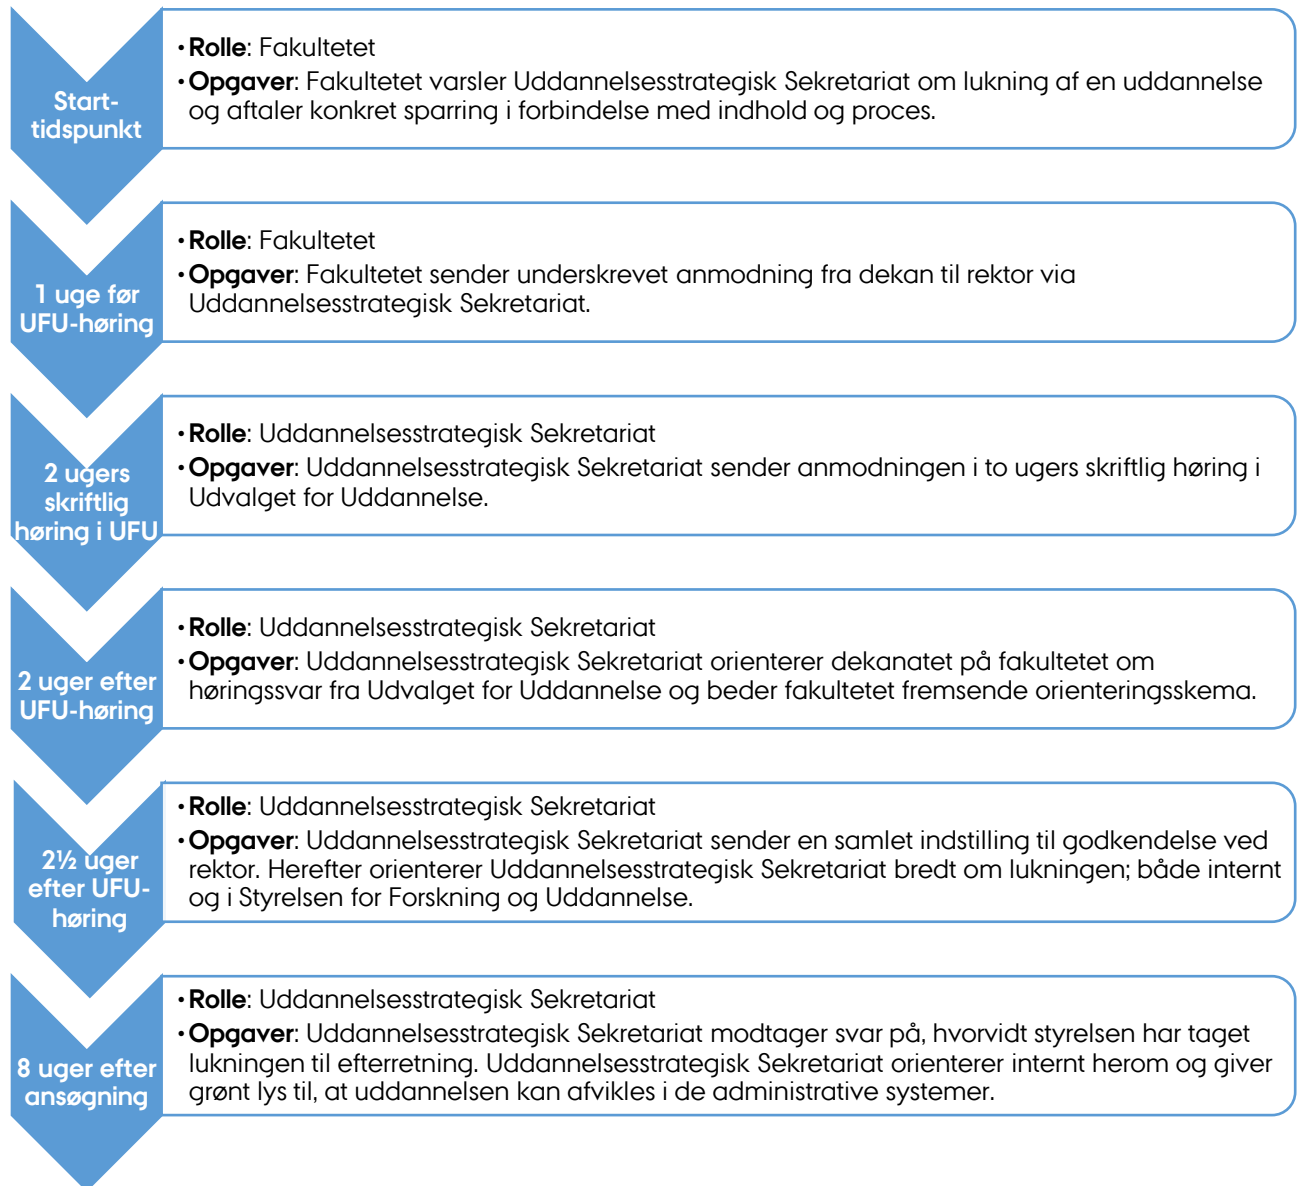 Start-
tidspunkt
•Rolle: Fakultetet
•Opgaver: Fakultetet varsler Uddannelsesstrategisk Sekretariat om lukning af en uddannelse
og aftaler konkret sparring i forbindelse med indhold og proces.
1 uge før
UFU-høring
•Rolle: Fakultetet
•Opgaver: Fakultetet sender underskrevet anmodning fra dekan til rektor via
Uddannelsesstrategisk Sekretariat.
2 ugers
skriftlig
høring i UFU
•Rolle: Uddannelsesstrategisk Sekretariat
•Opgaver: Uddannelsesstrategisk Sekretariat sender anmodningen i to ugers skriftlig høring i
Udvalget for Uddannelse.
2 uger efter
UFU-høring
•Rolle: Uddannelsesstrategisk Sekretariat
•Opgaver: Uddannelsesstrategisk Sekretariat orienterer dekanatet på fakultetet om
høringssvar fra Udvalget for Uddannelse og beder fakultetet fremsende orienteringsskema.
2½ uger
efter UFU-
høring
•Rolle: Uddannelsesstrategisk Sekretariat
•Opgaver: Uddannelsesstrategisk Sekretariat sender en samlet indstilling til godkendelse ved
rektor. Herefter orienterer Uddannelsesstrategisk Sekretariat bredt om lukningen; både internt
og i Styrelsen for Forskning og Uddannelse.
8 uger efter
ansøgning
•Rolle: Uddannelsesstrategisk Sekretariat
•Opgaver: Uddannelsesstrategisk Sekretariat modtager svar på, hvorvidt styrelsen har taget
lukningen til efterretning. Uddannelsesstrategisk Sekretariat orienterer internt herom og giver
grønt lys til, at uddannelsen kan afvikles i de administrative systemer.